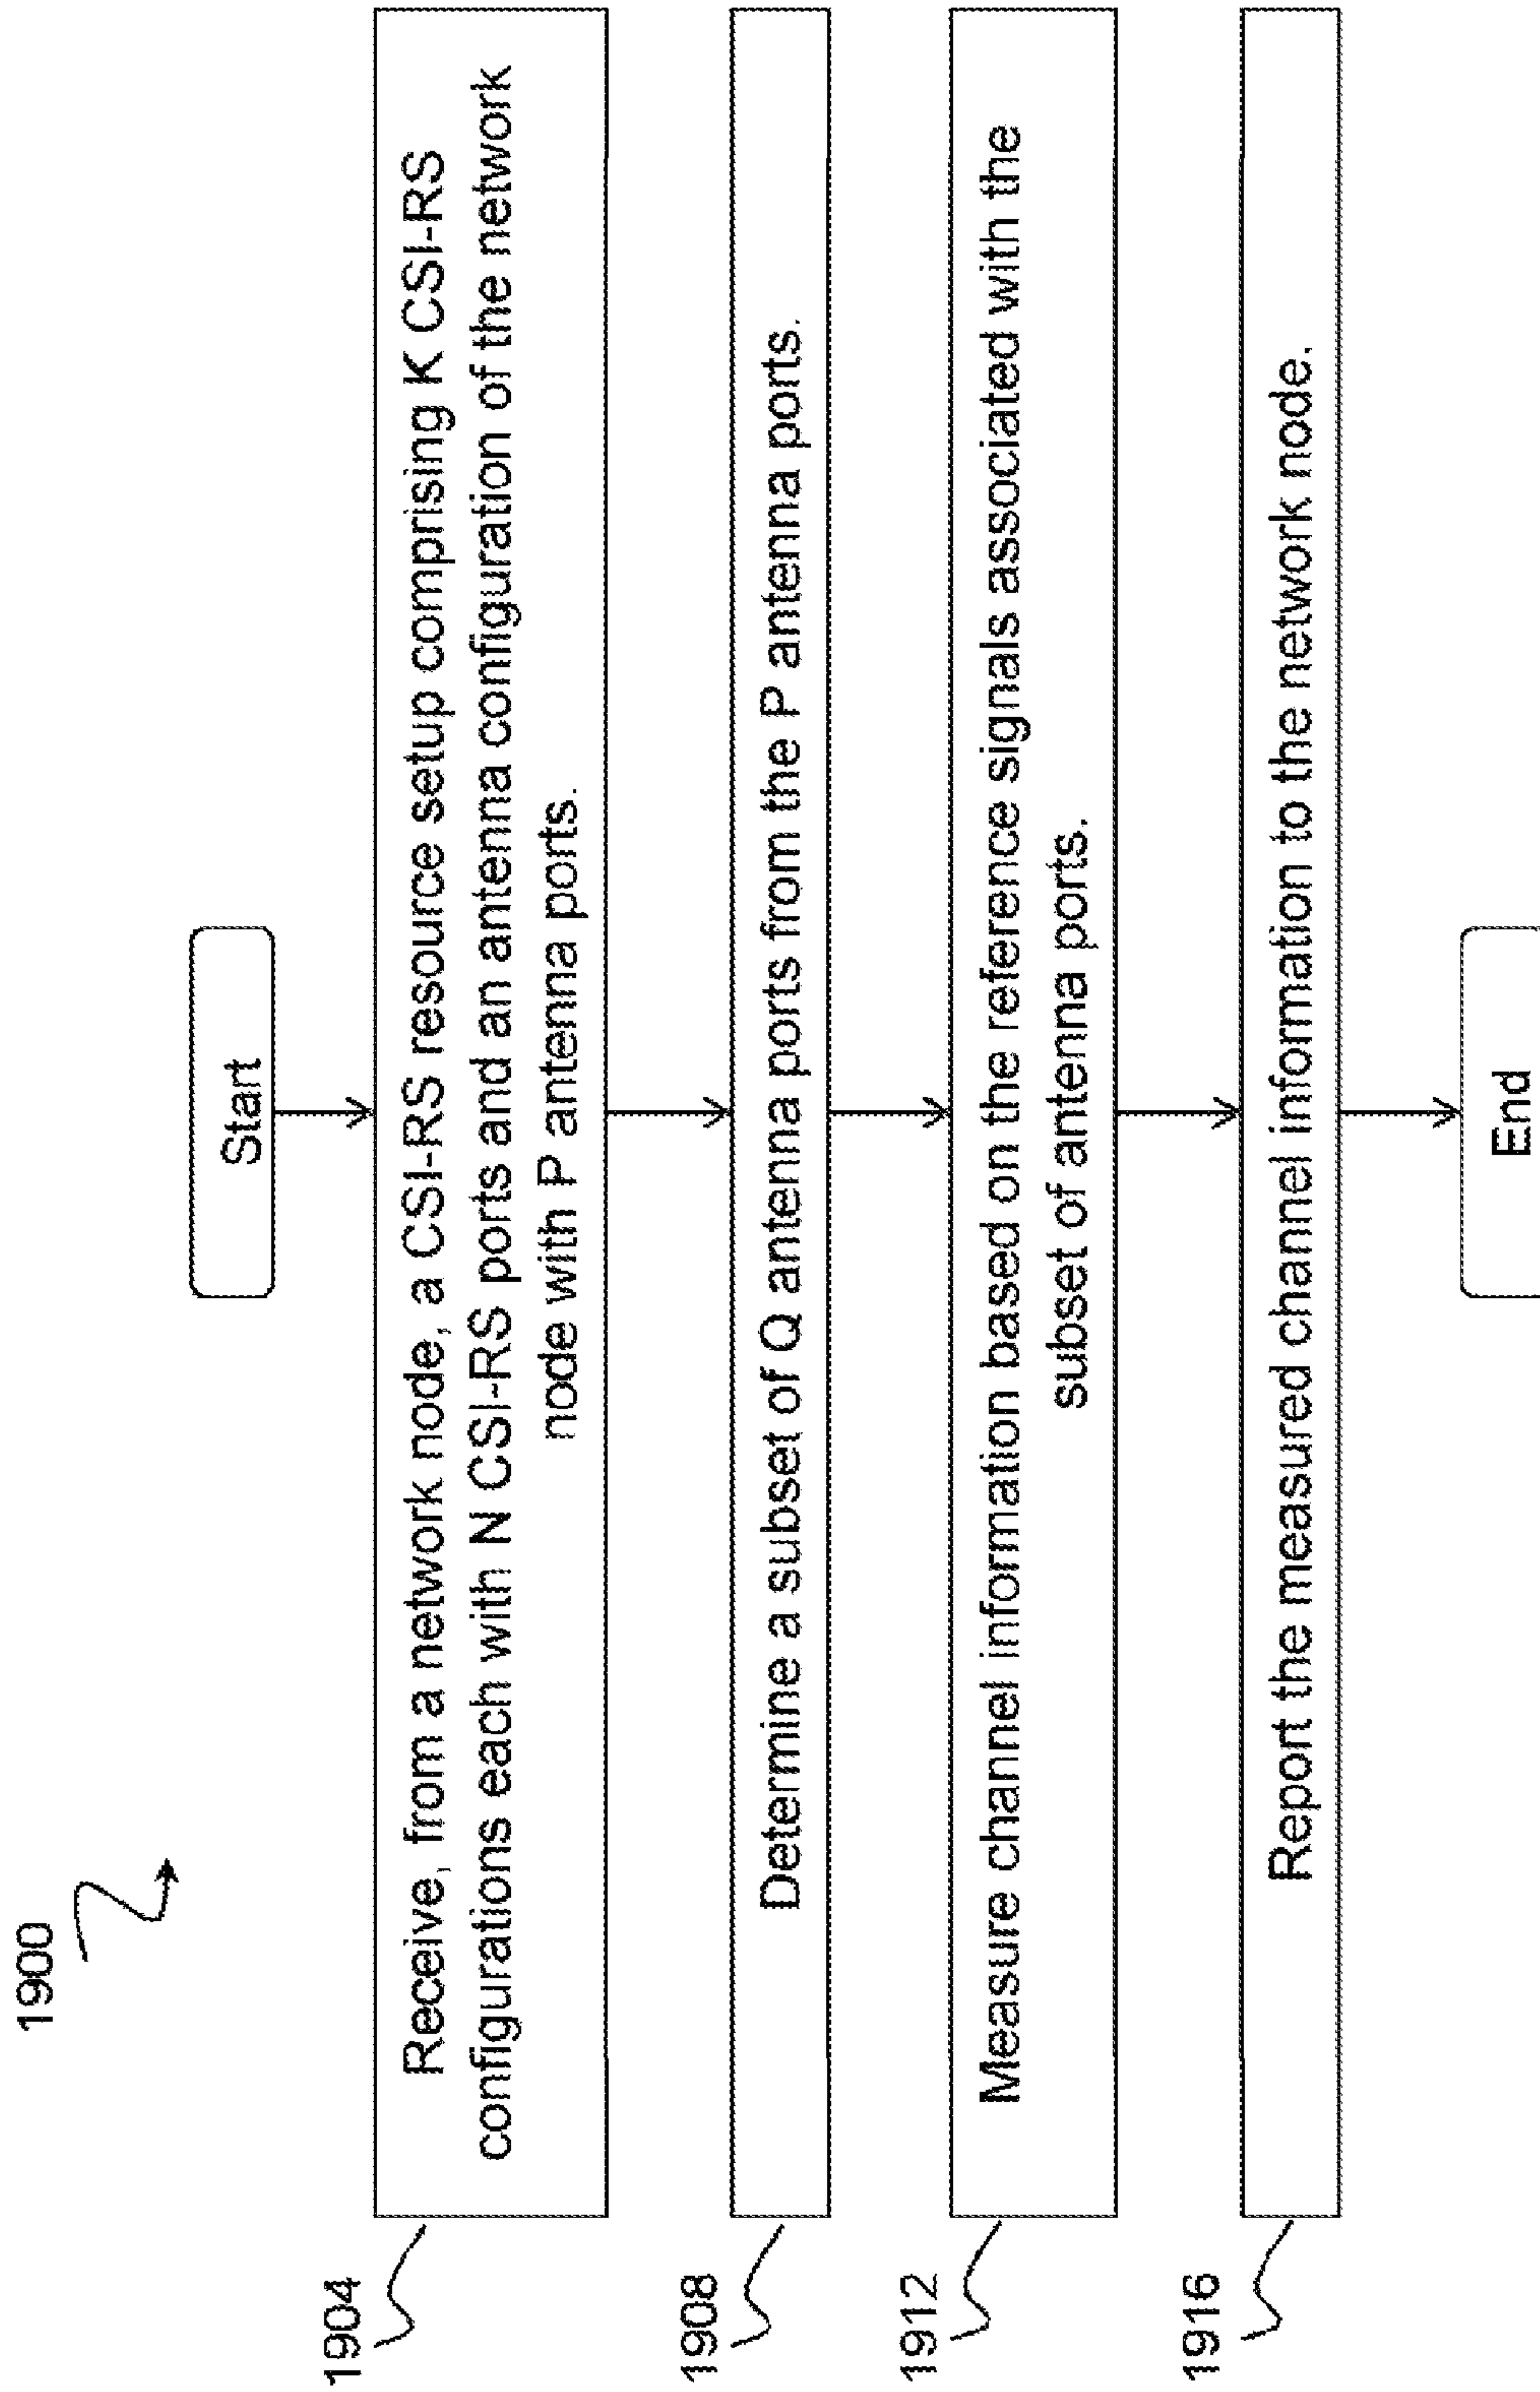 1900
Start
1904
Receive, from a network node, a CSI-RS resource setup comprising K CSI-RS
configurations each with N CSI-RS ports and an antenna configuration of the network
node with P antenna ports.
1908
Determine a subset of Q antenna ports from the P antenna ports.
1912
Measure channel information based on the reference signals associated with the
subset of antenna ports.
1916
Report the measured channel information to the network node.
End